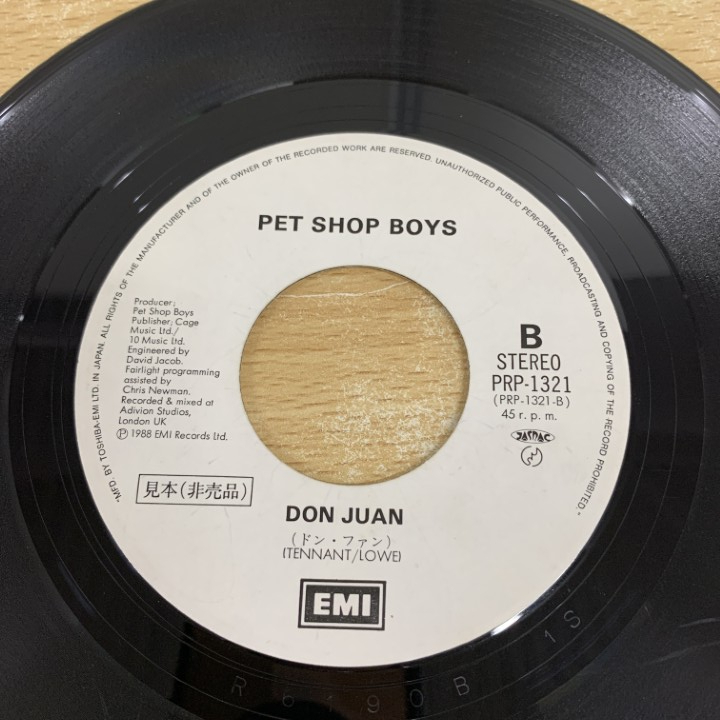 "MFD. BY TOSHIBA-EMI LTD. IN JAPAN. ALL RIGHTS OF THE MANUFACTURER AND OF THE OWNER OF THE RECORDED WORK ARE RESERVED. UNAUTHORIZED PUBLIC PERFORMANCE, BROADCASTING AND COPYING OF THE RECORD PROHIBITED."
PET SHOP BOYS
Producer;
Pet Shop Boys
Publisher; Cage
Music Ltd./
10 Music Ltd.
Engineered by
David Jacob.
Fairlight programming
assisted by
Chris Newman.
Recorded & mixed at
Adivion Studios,
London UK
Ⓟ 1988 EMI Records Ltd.
B
STEREO
PRP-1321
(PRP-1321-B)
45 r. p. m.
JASRAC
見本(非売品)
DON JUAN
(ドン・ファン)
(TENNANT/LOWE)
EMI
1S